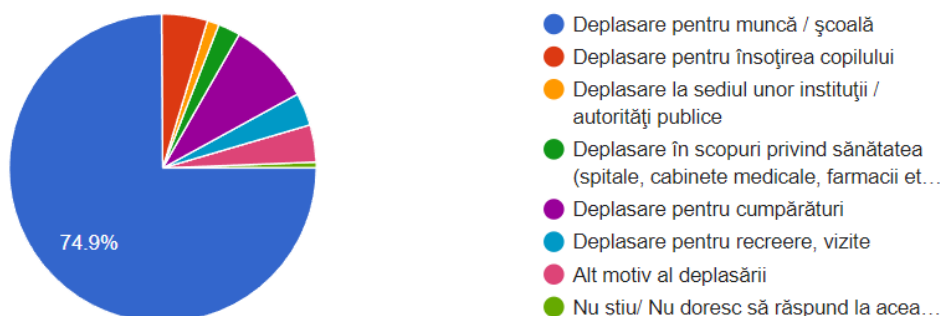 74.9%
Deplasare pentru muncă / şcoală
Deplasare pentru însoţirea copilului
Deplasare la sediul unor instituţii /
autorităţi publice
Deplasare în scopuri privind sănătatea
(spitale, cabinete medicale, farmacii et…
Deplasare pentru cumpărături
Deplasare pentru recreere, vizite
Alt motiv al deplasării
Nu ştiu/ Nu doresc să răspund la acea…